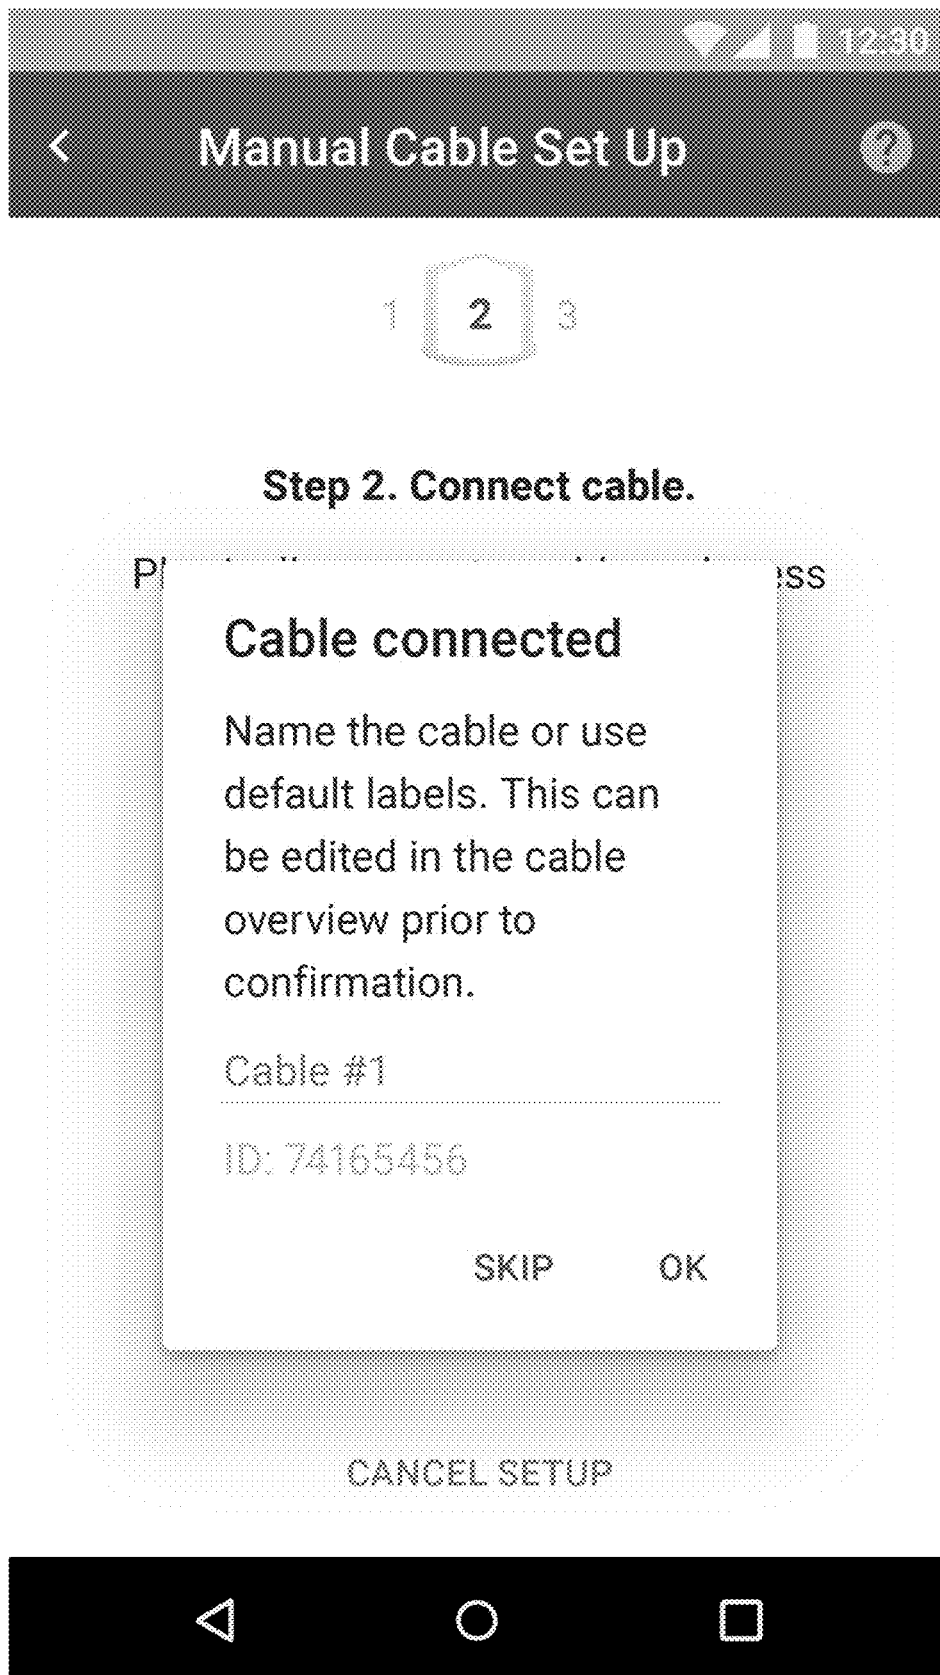 12:30
Manual Cable Set Up
1 2 3
Step 2. Connect cable.
Cable connected
Name the cable or use
default labels. This can
be edited in the cable
overview prior to
confirmation.
Cable #1
ID: 74165456
SKIP OK
CANCEL SETUP